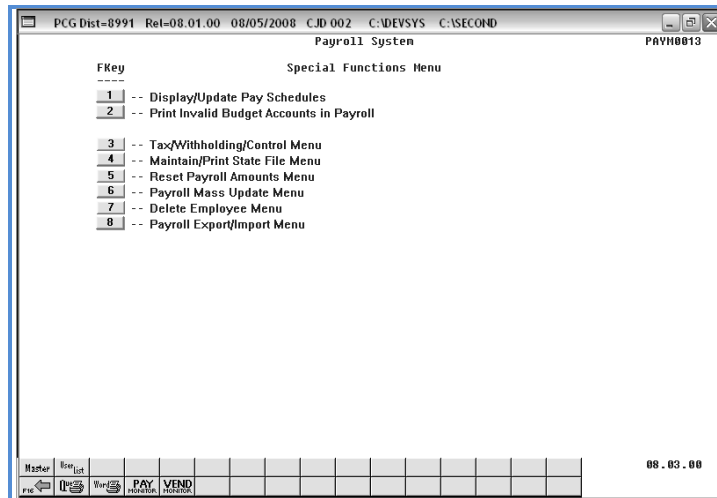 PCG Dist=8991 Rel=08.01.00 08/05/2008 CJD 002 C:\DEVSYS C:\SECOND
Payroll System PAYM0013
FKey Special Functions Menu
----
1 -- Display/Update Pay Schedules
2 -- Print Invalid Budget Accounts in Payroll
3 -- Tax/Withholding/Control Menu
4 -- Maintain/Print State File Menu
5 -- Reset Payroll Amounts Menu
6 -- Payroll Mass Update Menu
7 -- Delete Employee Menu
8 -- Payroll Export/Import Menu
Master User List 08.03.00
F16 Que Word PAY MONITOR VEND MONITOR